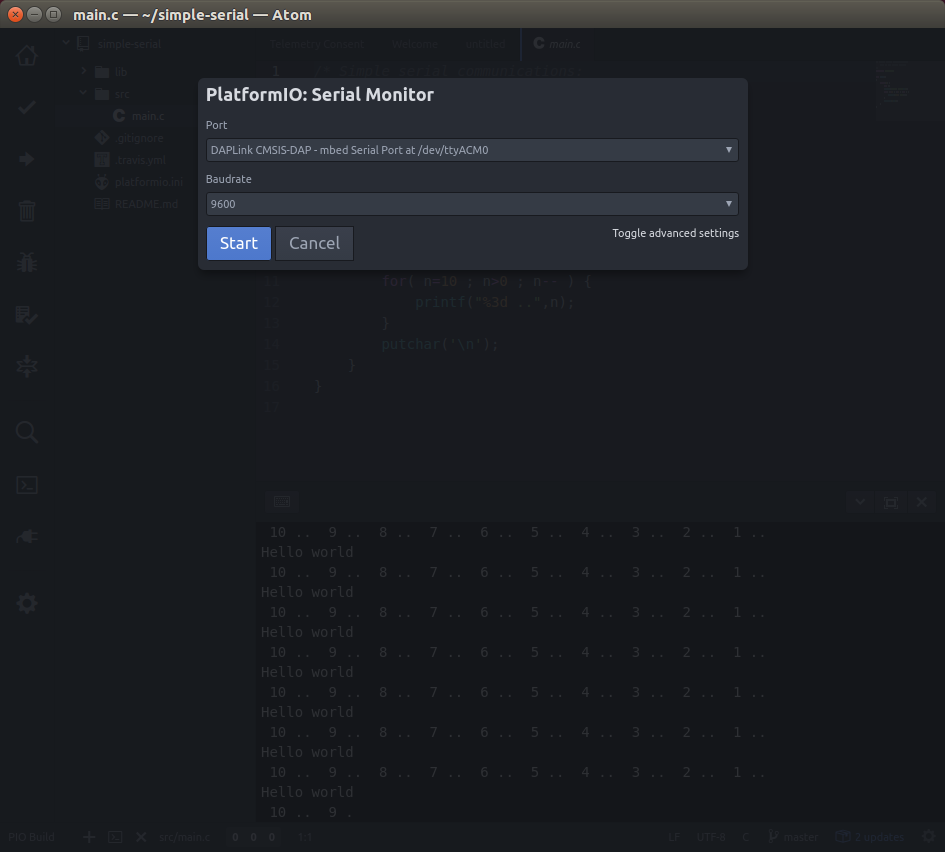 main.c — ~/simple-serial — Atom
simple-serial
lib
src
main.c
.gitignore
.travis.yml
platformio.ini
README.md
Telemetry Consent
Welcome
untitled
main.c
1
PlatformIO: Serial Monitor
Port
DAPLink CMSIS-DAP - mbed Serial Port at /dev/ttyACM0
Baudrate
9600
Start
Cancel
Toggle advanced settings
11 for( n=10 ; n>0 ; n-- ) {
12 printf("%3d ..",n);
13 }
14 putchar('\n');
15 }
16 }
17
10 .. 9 .. 8 .. 7 .. 6 .. 5 .. 4 .. 3 .. 2 .. 1 ..
Hello world
10 .. 9 .. 8 .. 7 .. 6 .. 5 .. 4 .. 3 .. 2 .. 1 ..
Hello world
10 .. 9 .. 8 .. 7 .. 6 .. 5 .. 4 .. 3 .. 2 .. 1 ..
Hello world
10 .. 9 .. 8 .. 7 .. 6 .. 5 .. 4 .. 3 .. 2 .. 1 ..
Hello world
10 .. 9 .. 8 .. 7 .. 6 .. 5 .. 4 .. 3 .. 2 .. 1 ..
Hello world
10 .. 9 .. 8 .. 7 .. 6 .. 5 .. 4 .. 3 .. 2 .. 1 ..
Hello world
10 .. 9 .. 8 .. 7 .. 6 .. 5 .. 4 .. 3 .. 2 .. 1 ..
Hello world
10 .. 9 .
PIO Build src/main.c 0 0 0 1:1 LF UTF-8 C master 2 updates